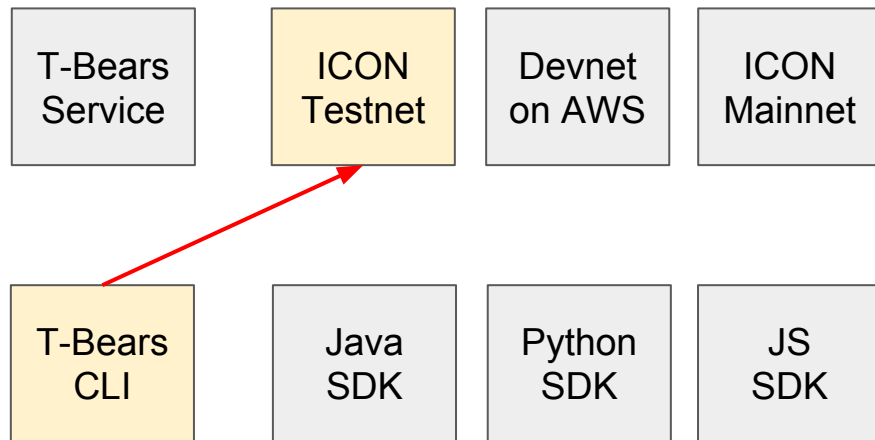 T-Bears
Service
ICON
Testnet
Devnet
on AWS
ICON
Mainnet
T-Bears
CLI
Java
SDK
Python
SDK
JS
SDK